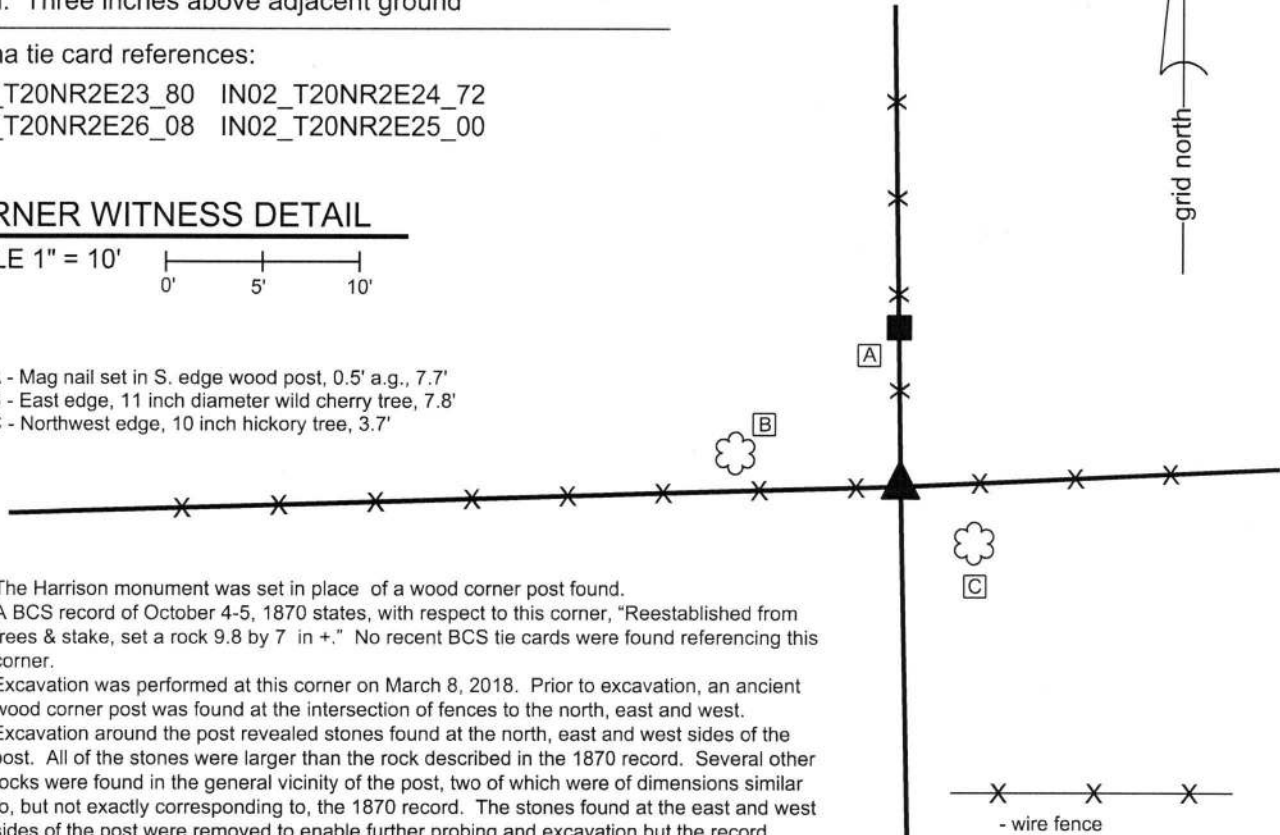 Three inches above adjacent ground
tie card references:
_T20NR2E23_80 IN02_T20NR2E24_72
_T20NR2E26_08 IN02_T20NR2E25_00
RNER WITNESS DETAIL
LE 1" = 10'
0' 5' 10'
- Mag nail set in S. edge wood post, 0.5' a.g., 7.7'
- East edge, 11 inch diameter wild cherry tree, 7.8'
- Northwest edge, 10 inch hickory tree, 3.7'
grid north
A
B
C
The Harrison monument was set in place of a wood corner post found.
A BCS record of October 4-5, 1870 states, with respect to this corner, “Reestablished from
rees & stake, set a rock 9.8 by 7 in +.” No recent BCS tie cards were found referencing this
corner.
Excavation was performed at this corner on March 8, 2018. Prior to excavation, an ancient
wood corner post was found at the intersection of fences to the north, east and west.
Excavation around the post revealed stones found at the north, east and west sides of the
post. All of the stones were larger than the rock described in the 1870 record. Several other
rocks were found in the general vicinity of the post, two of which were of dimensions similar
o, but not exactly corresponding to, the 1870 record. The stones found at the east and west
sides of the post were removed to enable further probing and excavation but the record
- wire fence